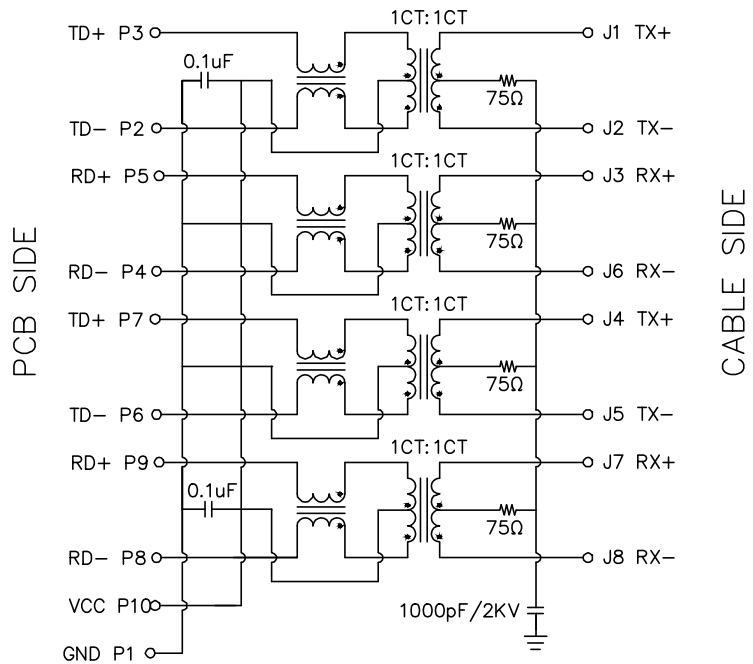 1CT:1CT
TD+ P3
J1 TX+
0.1uF
75Ω
TD- P2
J2 TX-
1CT:1CT
RD+ P5
J3 RX+
75Ω
RD- P4
J6 RX-
1CT:1CT
TD+ P7
J4 TX+
75Ω
TD- P6
J5 TX-
1CT:1CT
RD+ P9
J7 RX+
0.1uF
75Ω
RD- P8
J8 RX-
VCC P10
1000pF/2KV
GND P1
PCB SIDE
CABLE SIDE